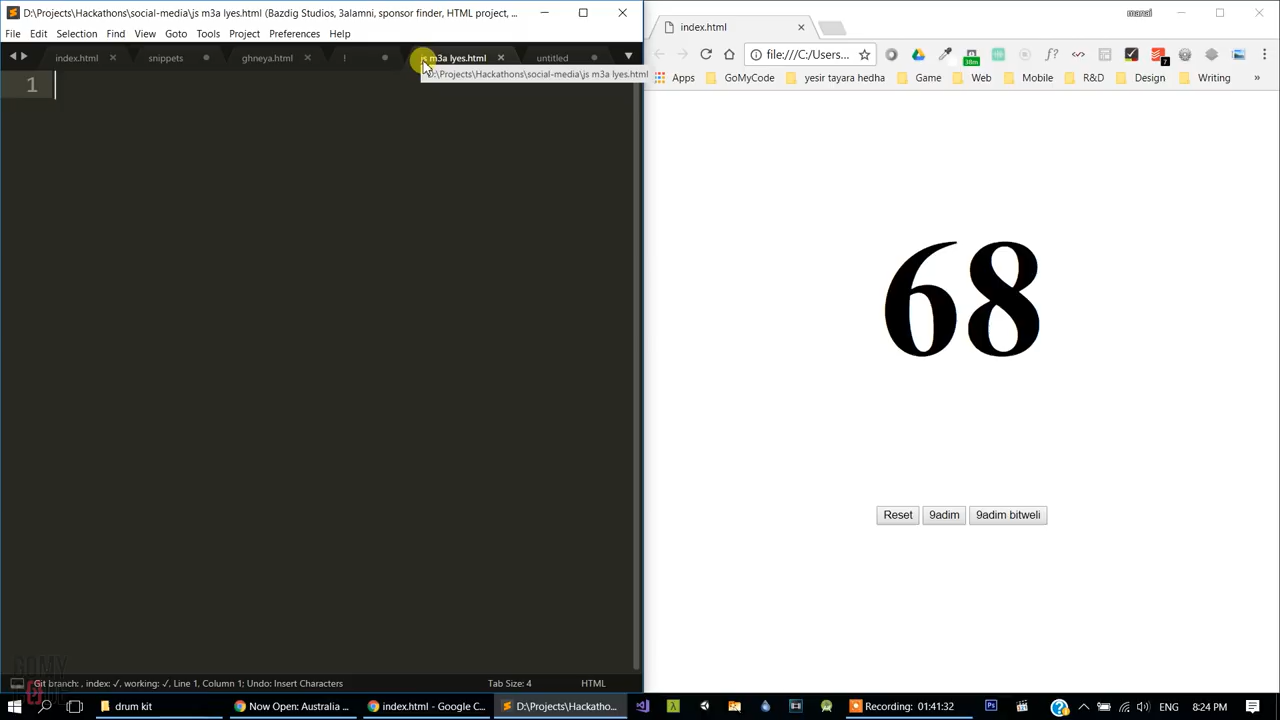 D:\Projects\Hackathons\social-media\js m3a lyes.html (Bazdig Studios, 3alamni, sponsor finder, HTML project, ...
File Edit Selection Find View Goto Tools Project Preferences Help
index.html snippets ghneya.html ! js m3a lyes.html untitled
D:\Projects\Hackathons\social-media\js m3a lyes.html
1
Git branch: , index: ✓, working: ✓, Line 1, Column 1; Undo: Insert Characters Tab Size: 4 HTML
index.html manai
file:///C:/Users... 38m 7
Apps GoMyCode yesir tayara hedha Game Web Mobile R&D Design Writing »
68
Reset 9adim 9adim bitweli
drum kit Now Open: Australia ... index.html - Google C... D:\Projects\Hackatho... Recording: 01:41:32 ENG 8:24 PM